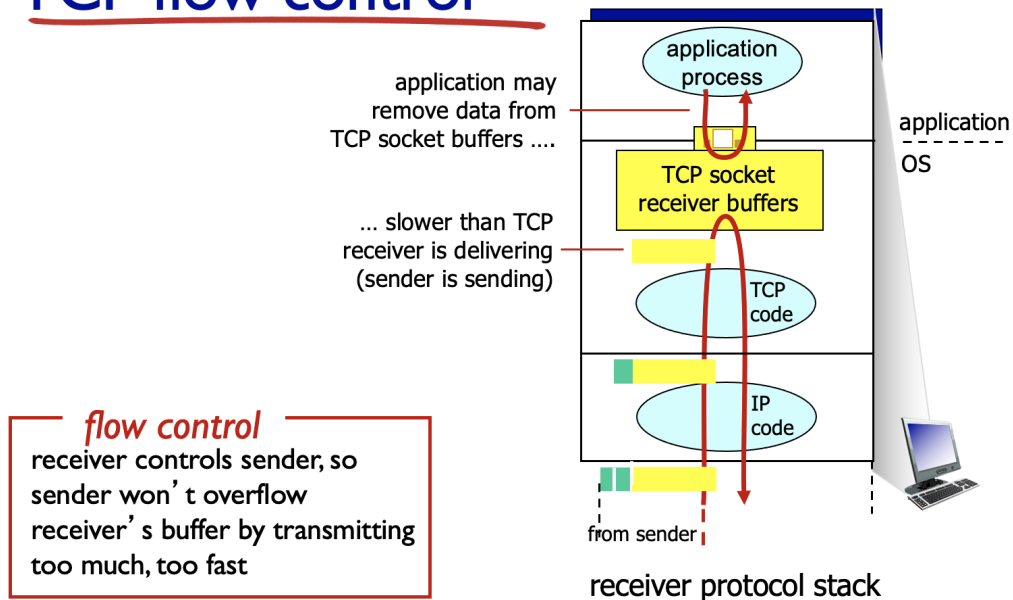 TCP flow control
application
process
application may
remove data from
TCP socket buffers ….
application
OS
TCP socket
receiver buffers
… slower than TCP
receiver is delivering
(sender is sending)
TCP
code
IP
code
flow control
receiver controls sender, so
sender won’ t overflow
receiver’ s buffer by transmitting
too much, too fast
from sender
receiver protocol stack